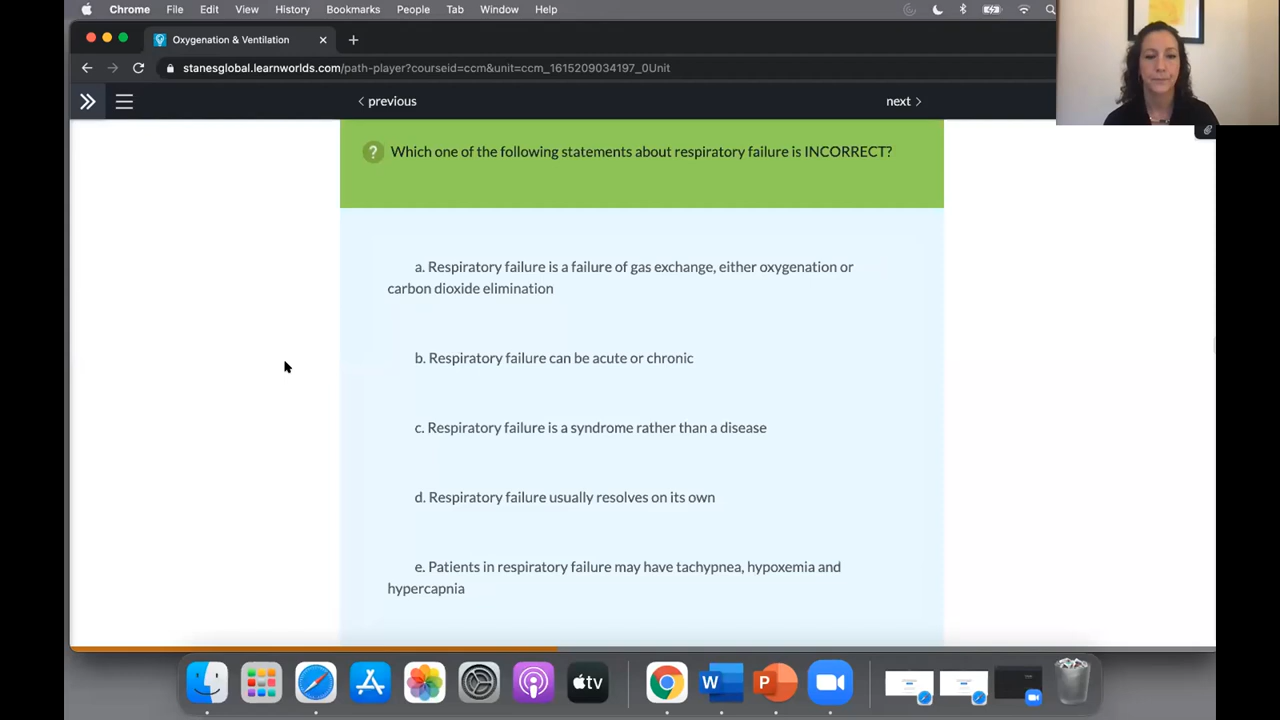 Chrome File Edit View History Bookmarks People Tab Window Help
Oxygenation & Ventilation
stanesglobal.learnworlds.com/path-player?courseid=ccm&unit=ccm_1615209034197_0Unit
previous
next
? Which one of the following statements about respiratory failure is INCORRECT?
a. Respiratory failure is a failure of gas exchange, either oxygenation or
carbon dioxide elimination
b. Respiratory failure can be acute or chronic
c. Respiratory failure is a syndrome rather than a disease
d. Respiratory failure usually resolves on its own
e. Patients in respiratory failure may have tachypnea, hypoxemia and
hypercapnia
tv
W
P